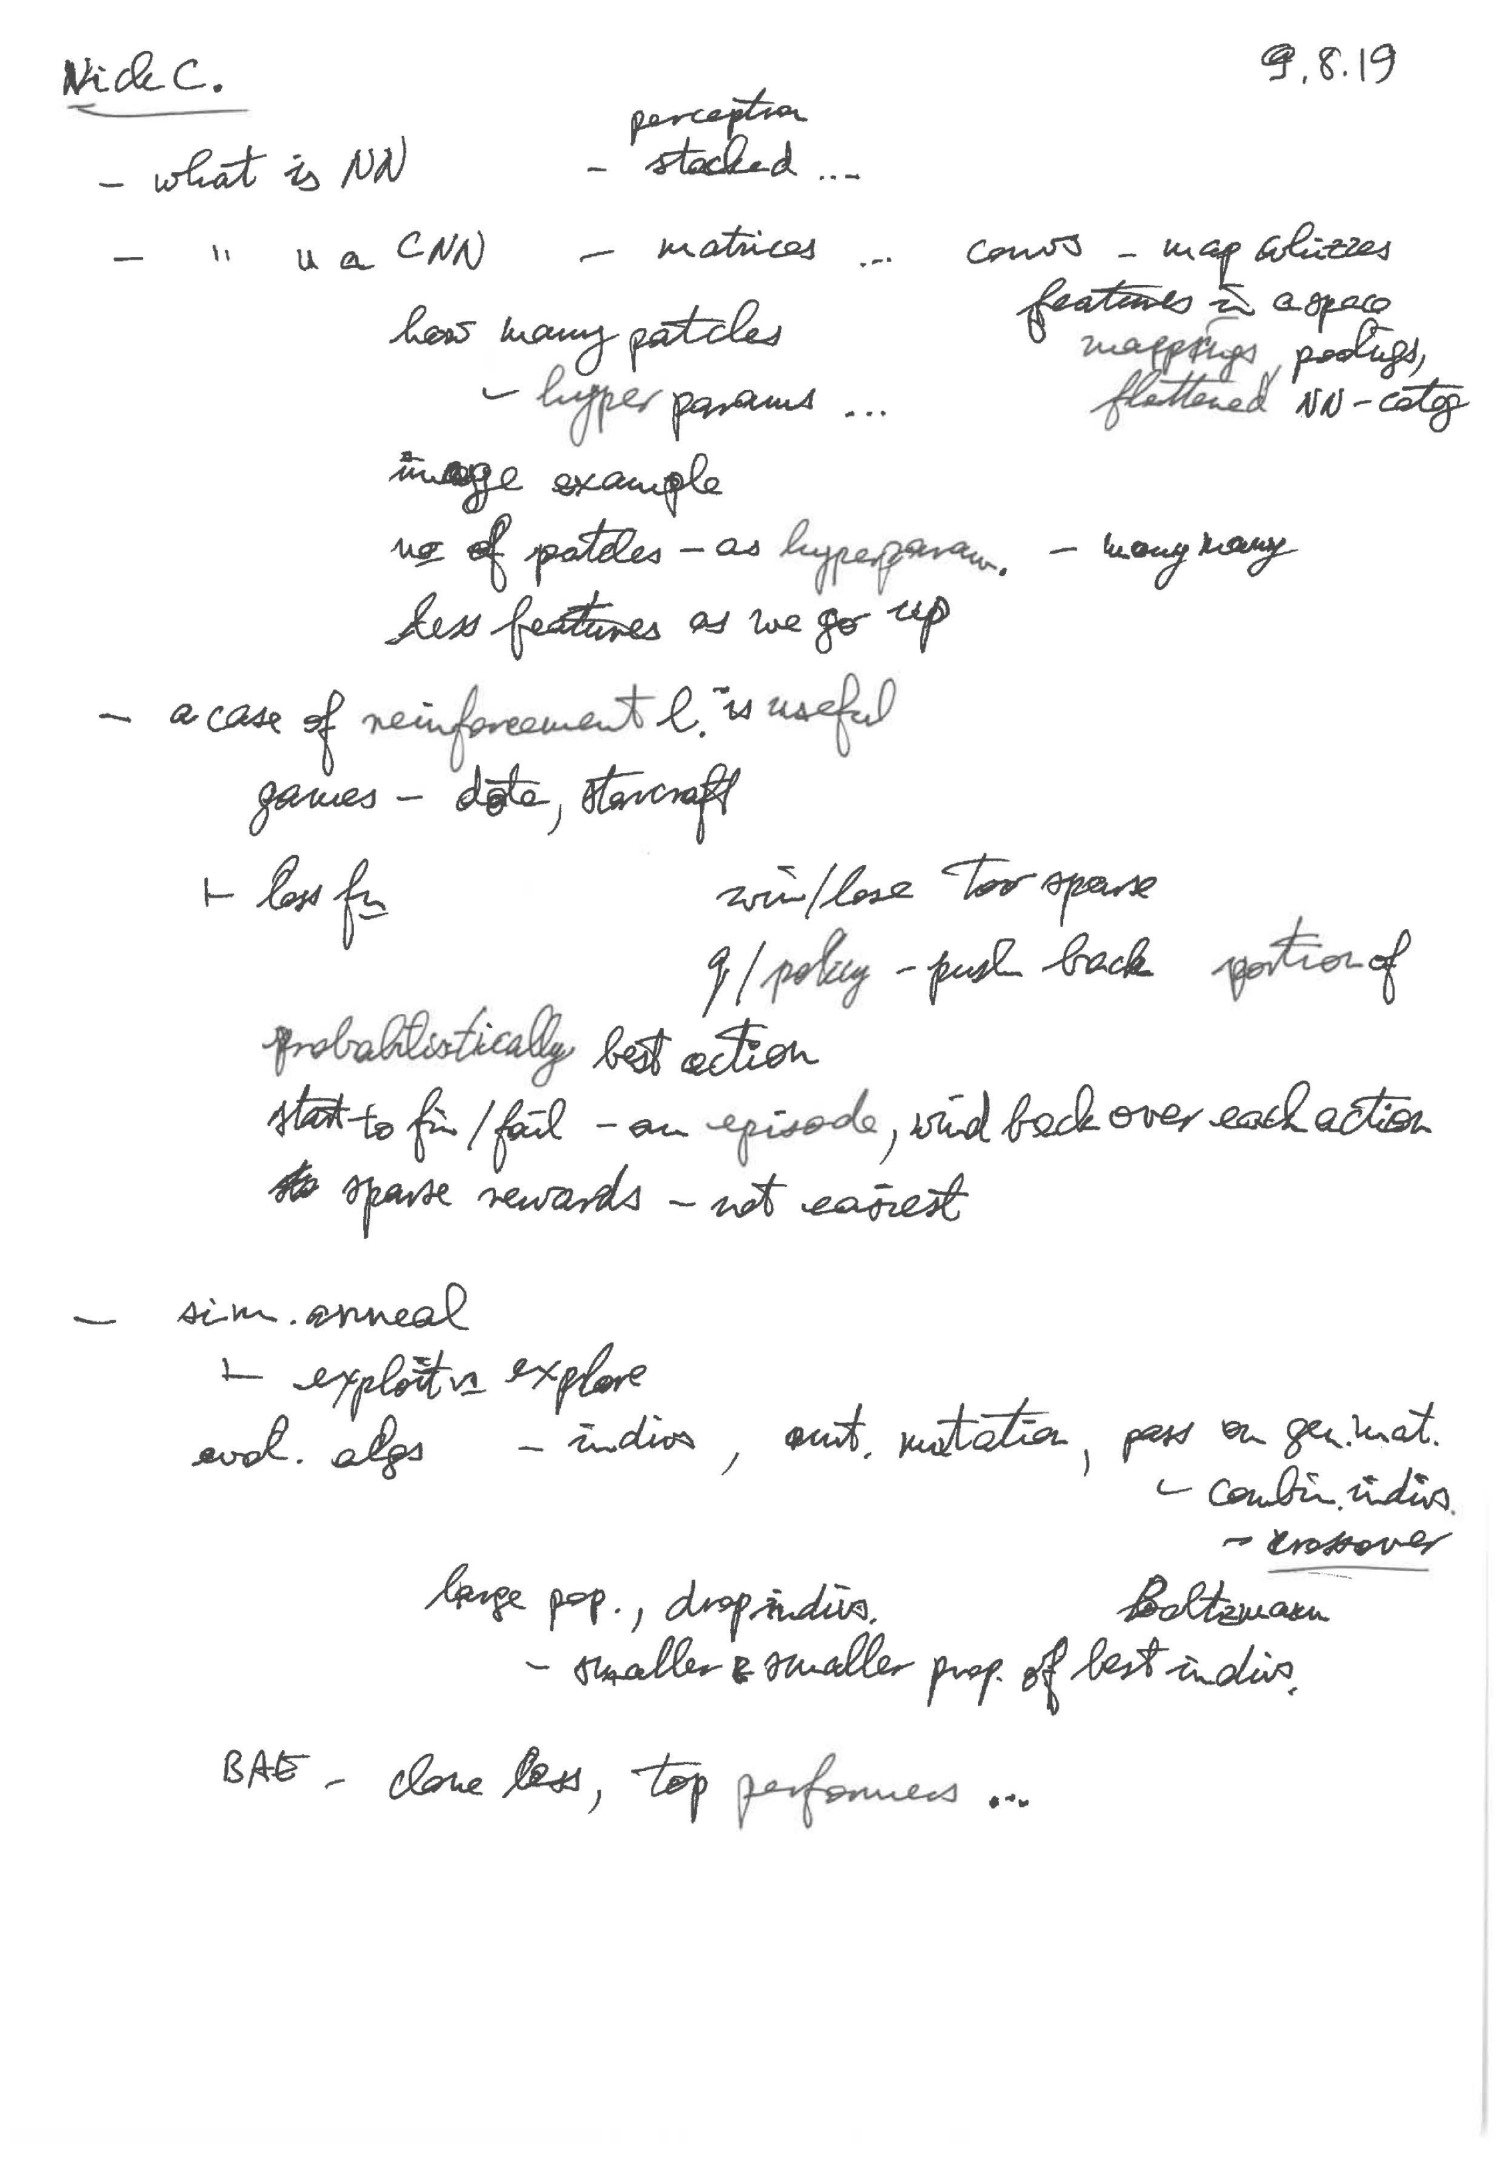 Nick C. 9.8.19
perceptron
- what is NN - stacked ...
- " " a CNN - matrices ... convs - map
features in a space
how many patches mappings, poolings,
- hyper params ... flattened, NN - categ
image example
no of patches - as hyperparam. - many many
less features as we go up
- a case of reinforcement l. is useful
games - dota, starcraft
- loss fn win/lose too sparse
q/policy - push back portion of
probabilistically best action
start to fin/fail - an episode, wind back over each action
sparse rewards - not easiest
- sim. anneal
- exploit vs explore
evol. algs - indivs, mutation, pass on gen. mat.
- combin. indivs.
- crossover
large pop., drop indivs. Boltzmann
- smaller & smaller prop. of best indivs.
BAE - clone less, top performers ...